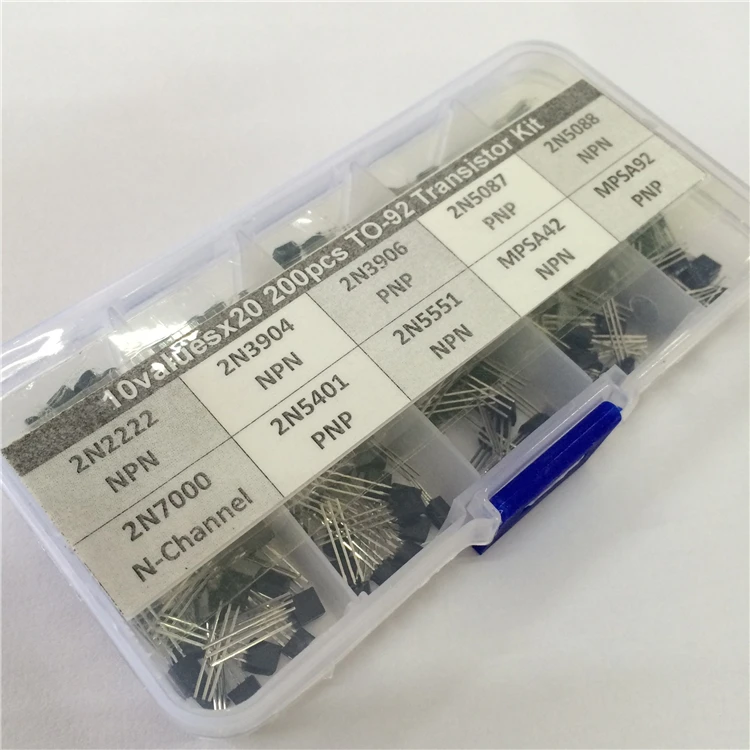 10valuesx20 200pcs TO-92 Transistor Kit
2N2222
NPN
2N3904
NPN
2N3906
PNP
2N5087
PNP
2N5088
NPN
2N7000
N-Channel
2N5401
PNP
2N5551
NPN
MPSA42
NPN
MPSA92
PNP